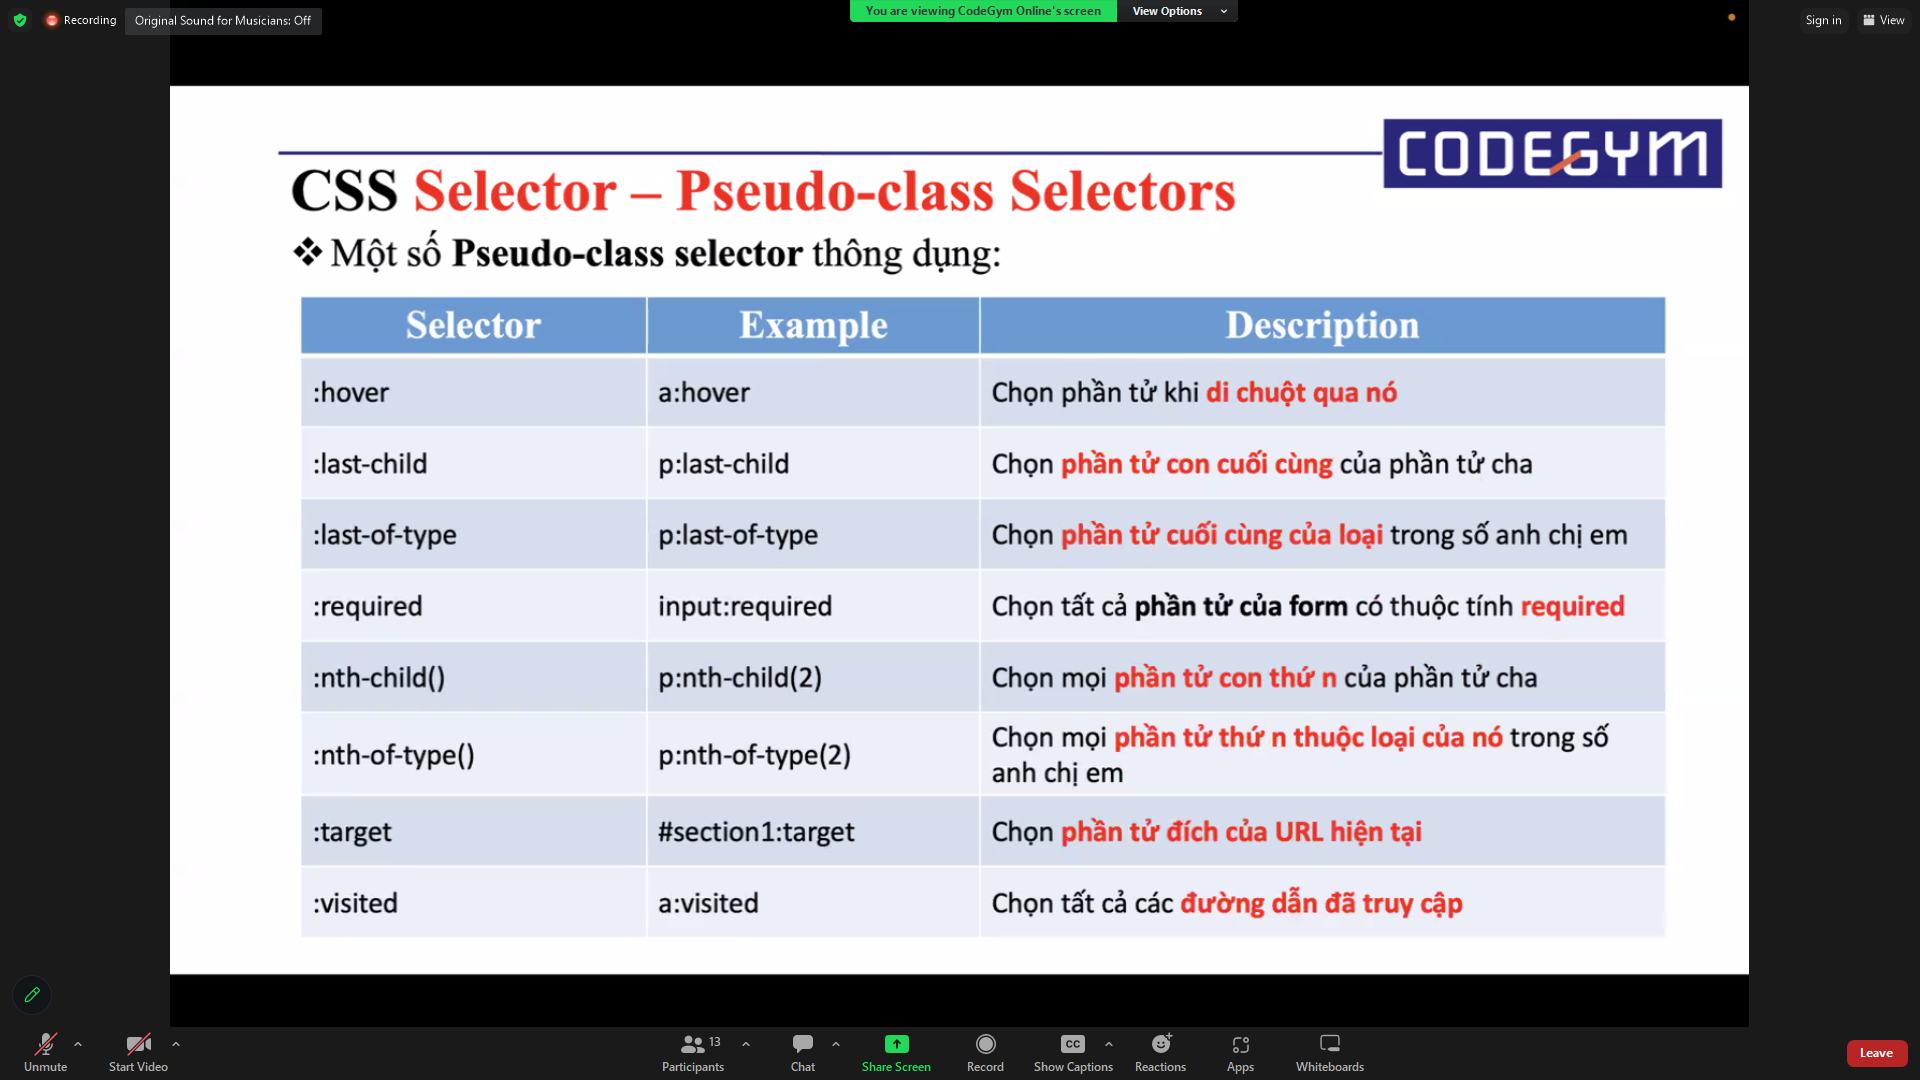 Recording
Original Sound for Musicians: Off
You are viewing CodeGym Online's screen
View Options
Sign in
View
CODEGYM
CSS Selector – Pseudo-class Selectors
❖ Một số Pseudo-class selector thông dụng:
Selector Example Description
:hover a:hover Chọn phần tử khi di chuột qua nó
:last-child p:last-child Chọn phần tử con cuối cùng của phần tử cha
:last-of-type p:last-of-type Chọn phần tử cuối cùng của loại trong số anh chị em
:required input:required Chọn tất cả phần tử của form có thuộc tính required
:nth-child() p:nth-child(2) Chọn mọi phần tử con thứ n của phần tử cha
:nth-of-type() p:nth-of-type(2) Chọn mọi phần tử thứ n thuộc loại của nó trong số
anh chị em
:target #section1:target Chọn phần tử đích của URL hiện tại
:visited a:visited Chọn tất cả các đường dẫn đã truy cập
Unmute
Start Video
Participants 13
Chat
Share Screen
Record
CC
Show Captions
Reactions
Apps
Whiteboards
Leave